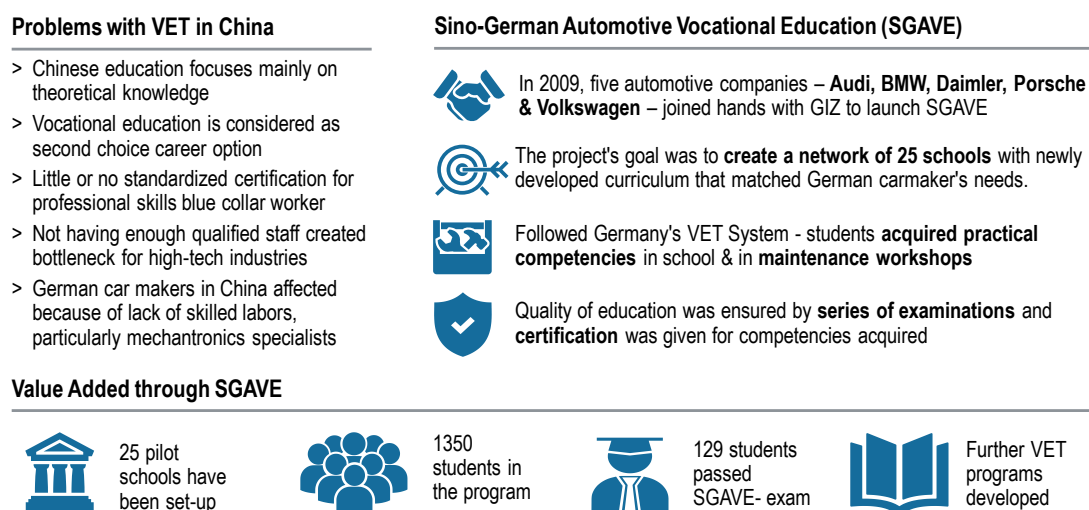 Problems with VET in China
> Chinese education focuses mainly on
theoretical knowledge
> Vocational education is considered as
second choice career option
> Little or no standardized certification for
professional skills blue collar worker
> Not having enough qualified staff created
bottleneck for high-tech industries
> German car makers in China affected
because of lack of skilled labors,
particularly mechantronics specialists
Sino-German Automotive Vocational Education (SGAVE)
In 2009, five automotive companies – Audi, BMW, Daimler, Porsche
& Volkswagen – joined hands with GIZ to launch SGAVE
The project's goal was to create a network of 25 schools with newly
developed curriculum that matched German carmaker's needs.
Followed Germany's VET System - students acquired practical
competencies in school & in maintenance workshops
Quality of education was ensured by series of examinations and
certification was given for competencies acquired
Value Added through SGAVE
25 pilot
schools have
been set-up
1350
students in
the program
129 students
passed
SGAVE- exam
Further VET
programs
developed